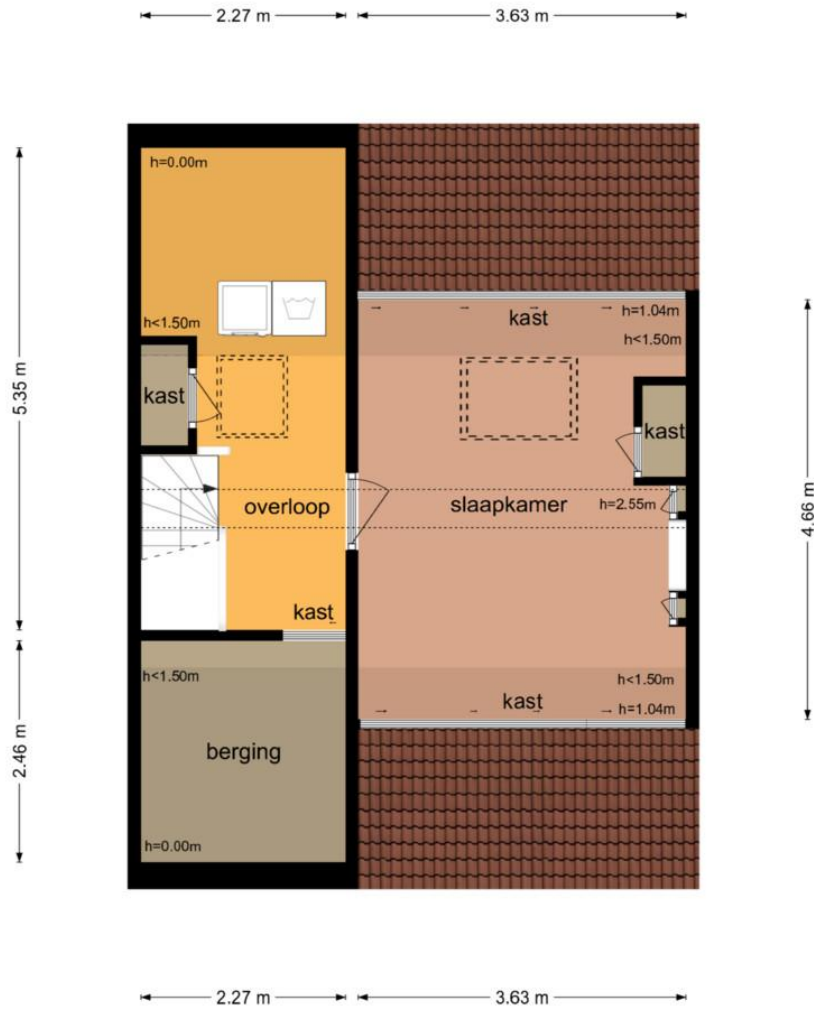 2.27 m
3.63 m
h=0.00m
h<1.50m
kast
h=1.04m
h<1.50m
kast
kast
5.35 m
overloop
slaapkamer
h=2.55m
4.66 m
kast
h<1.50m
h<1.50m
kast
h=1.04m
berging
2.46 m
h=0.00m
2.27 m
3.63 m